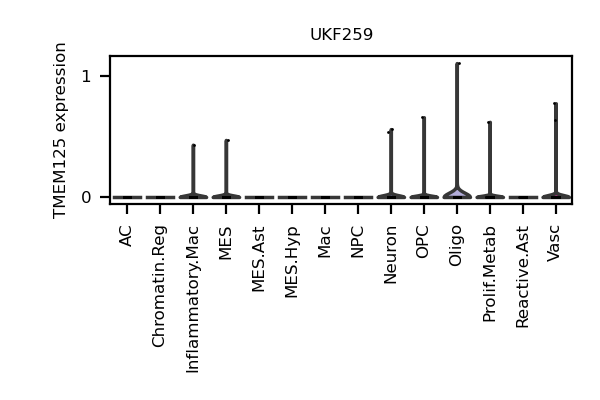 UKF259
TMEM125 expression
1
0
AC
Chromatin.Reg
Inflammatory.Mac
MES
MES.Ast
MES.Hyp
Mac
NPC
Neuron
OPC
Oligo
Prolif.Metab
Reactive.Ast
Vasc